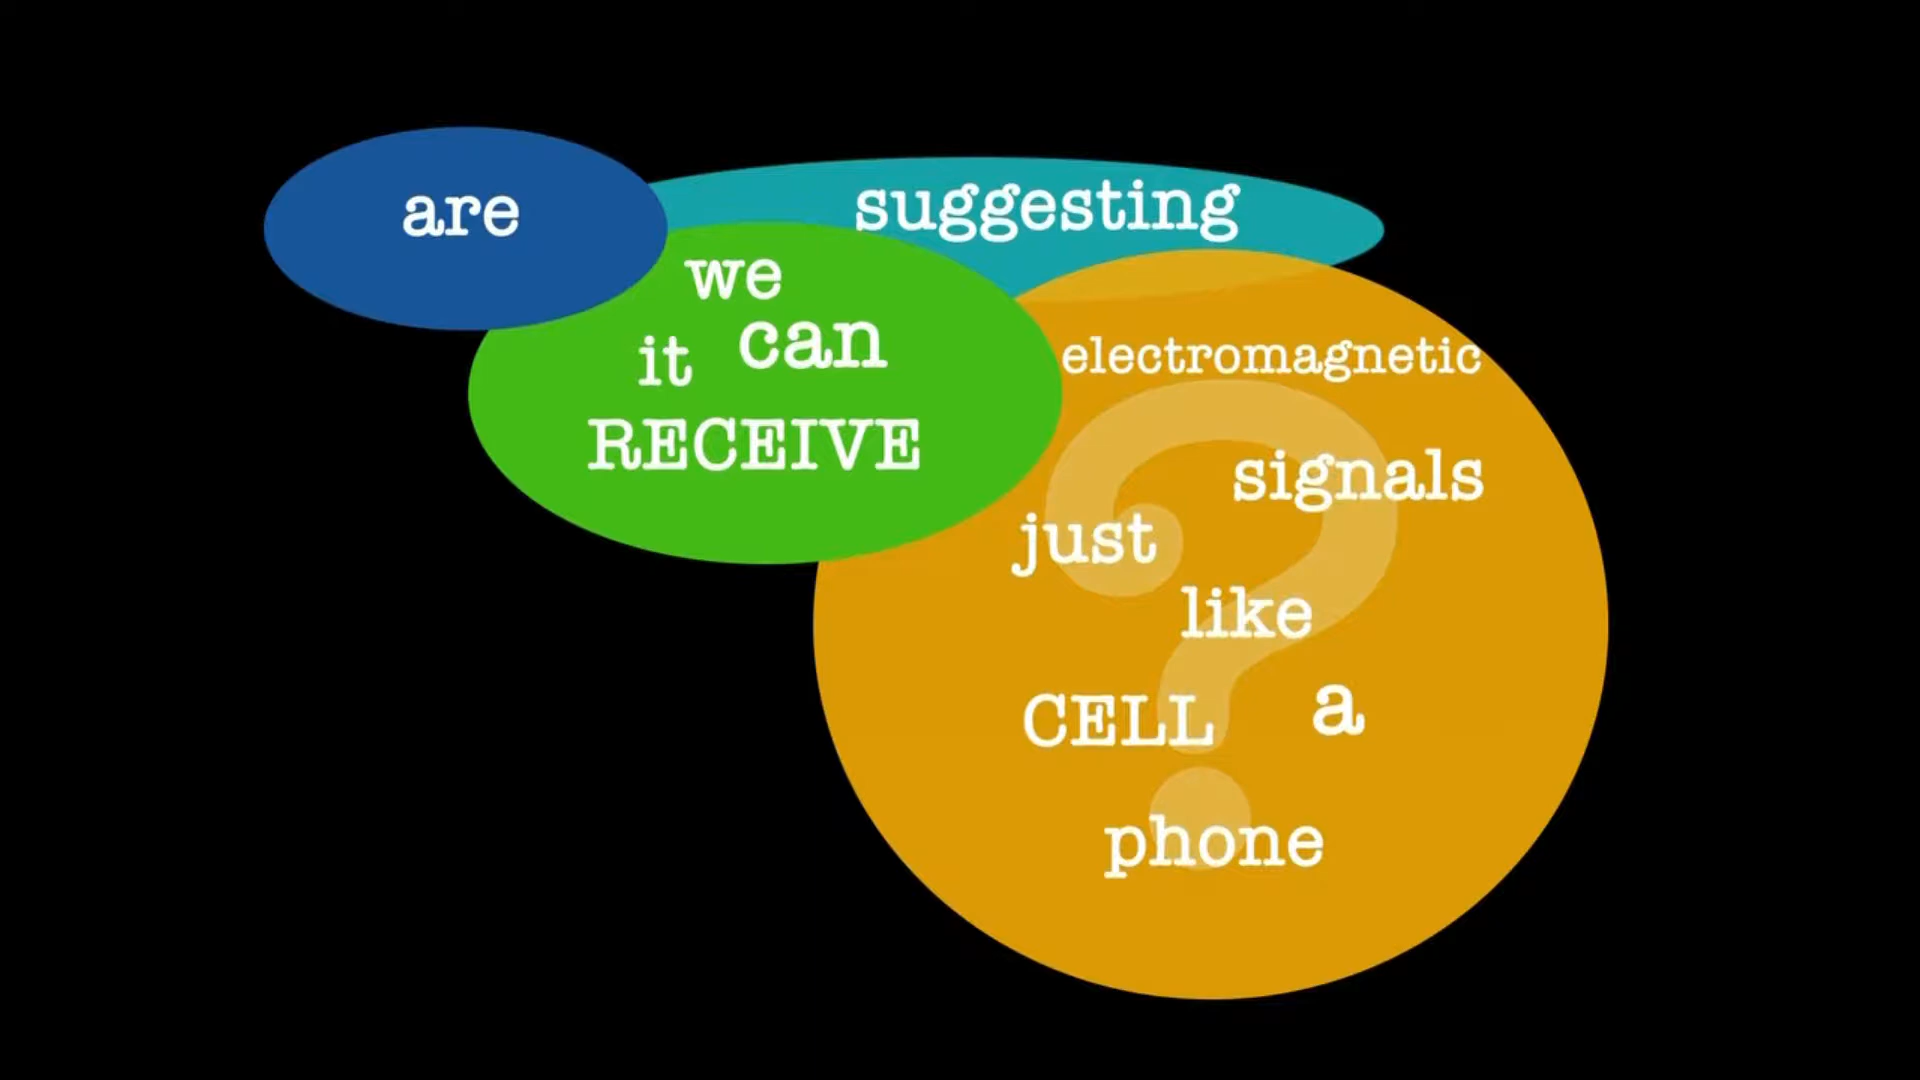 are suggesting
we
it can
RECEIVE
electromagnetic
signals
just
like
CELL a
phone
?